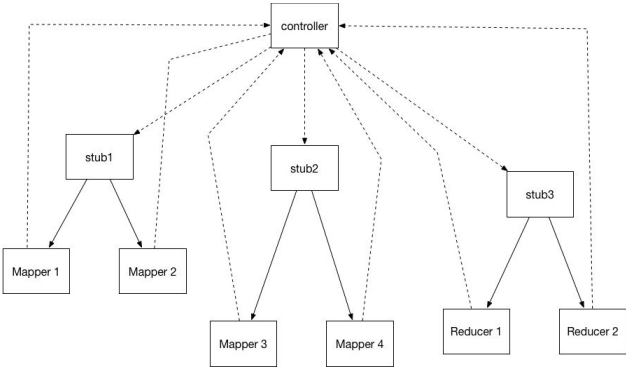 controller
stub1
stub2
stub3
Mapper 1
Mapper 2
Mapper 3
Mapper 4
Reducer 1
Reducer 2